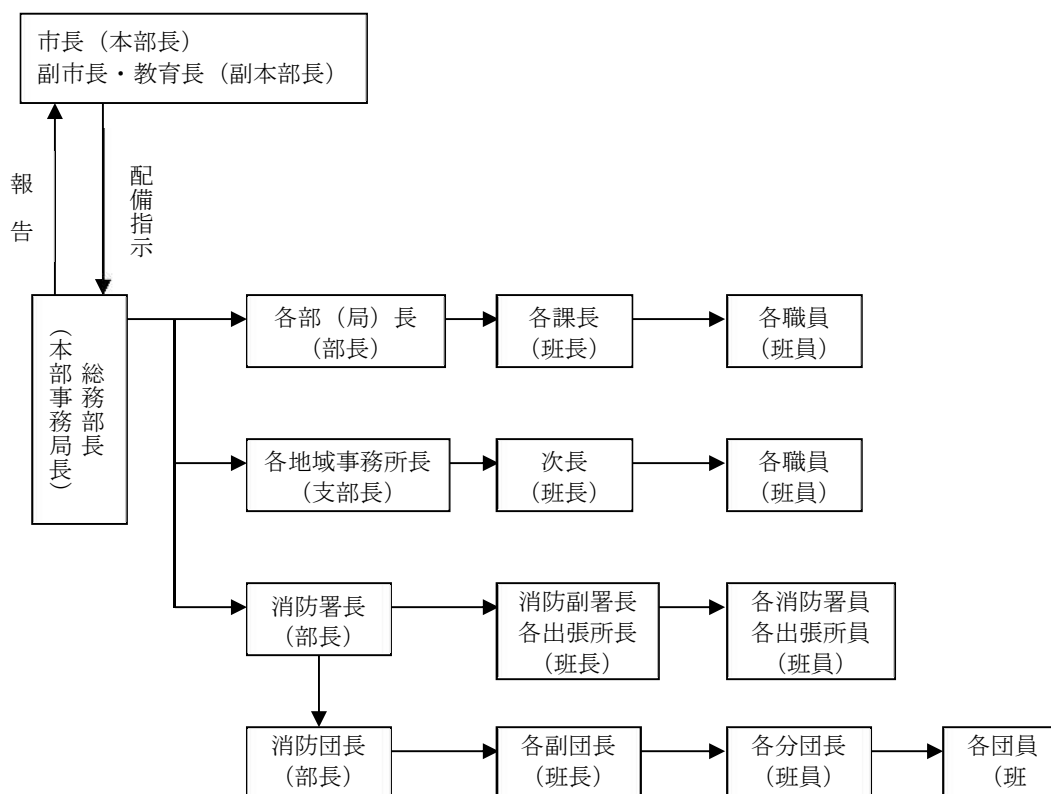 市長（本部長）
副市長・教育長（副本部長）
報告
配備指示
総務部長
（本部事務局長）
各部（局）長
（部長）
各課長
（班長）
各職員
（班員）
各地域事務所長
（支部長）
次長
（班長）
各職員
（班員）
消防署長
（部長）
消防副署長
各出張所長
（班長）
各消防署員
各出張所員
（班員）
消防団長
（部長）
各副団長
（班長）
各分団長
（班員）
各団員
（班